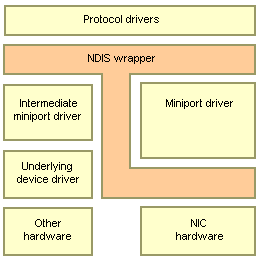 Protocol drivers
NDIS wrapper
Intermediate
miniport driver
Miniport driver
Underlying
device driver
Other
hardware
NIC
hardware